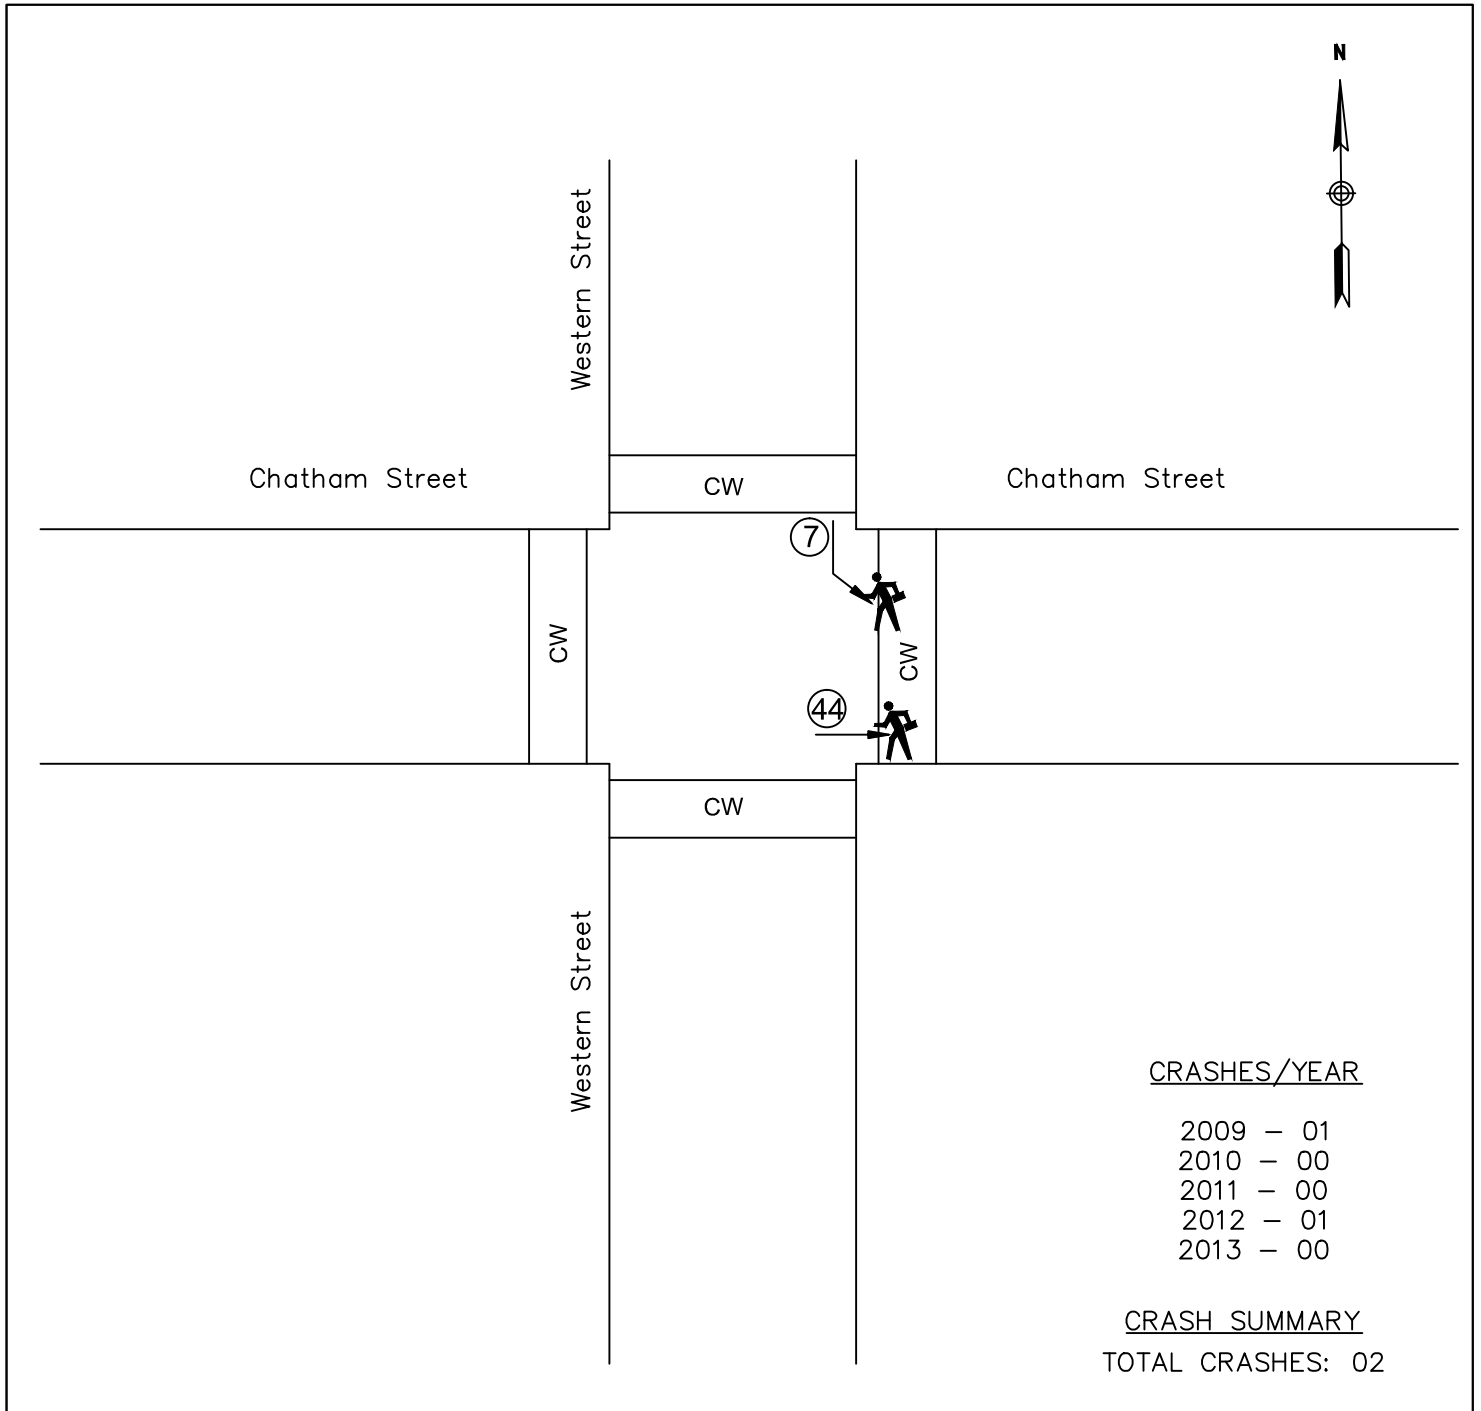 N
Western Street
Chatham Street
Chatham Street
CW
7
CW
CW
44
CW
Western Street
CRASHES/YEAR
2009 – 01
2010 – 00
2011 – 00
2012 – 01
2013 – 00
CRASH SUMMARY
TOTAL CRASHES: 02